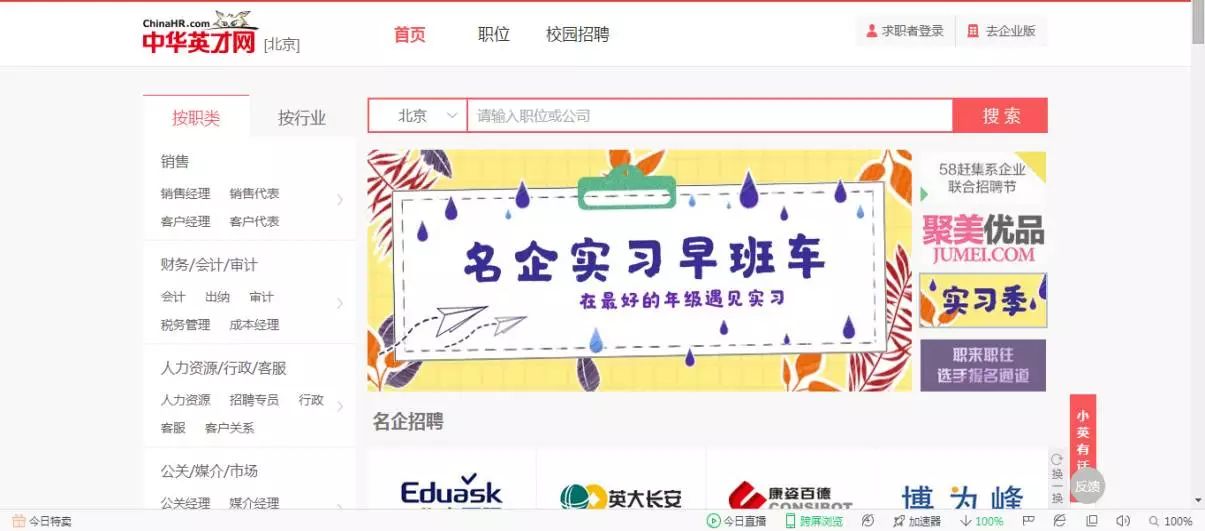 ChinaHR.com
中华英才网 [北京]
首页 职位 校园招聘
求职者登录 去企业版
按职类 按行业
北京 请输入职位或公司 搜索
销售
销售经理 销售代表
客户经理 客户代表
财务/会计/审计
会计 出纳 审计
税务管理 成本经理
人力资源/行政/客服
人力资源 招聘专员 行政
客服 客户关系
公关/媒介/市场
公关经理 媒介经理
名企实习早班车
在最好的年级遇见实习
58赶集系企业
联合招聘节
聚美优品
JUMEI.COM
实习季
职来职往
选手报名通道
名企招聘
Eduask
英大长安
康姿百德
CONSIBOT
博为峰
换一换
小英有话
反馈
今日特卖
今日直播 跨屏浏览 加速器 100% 100%